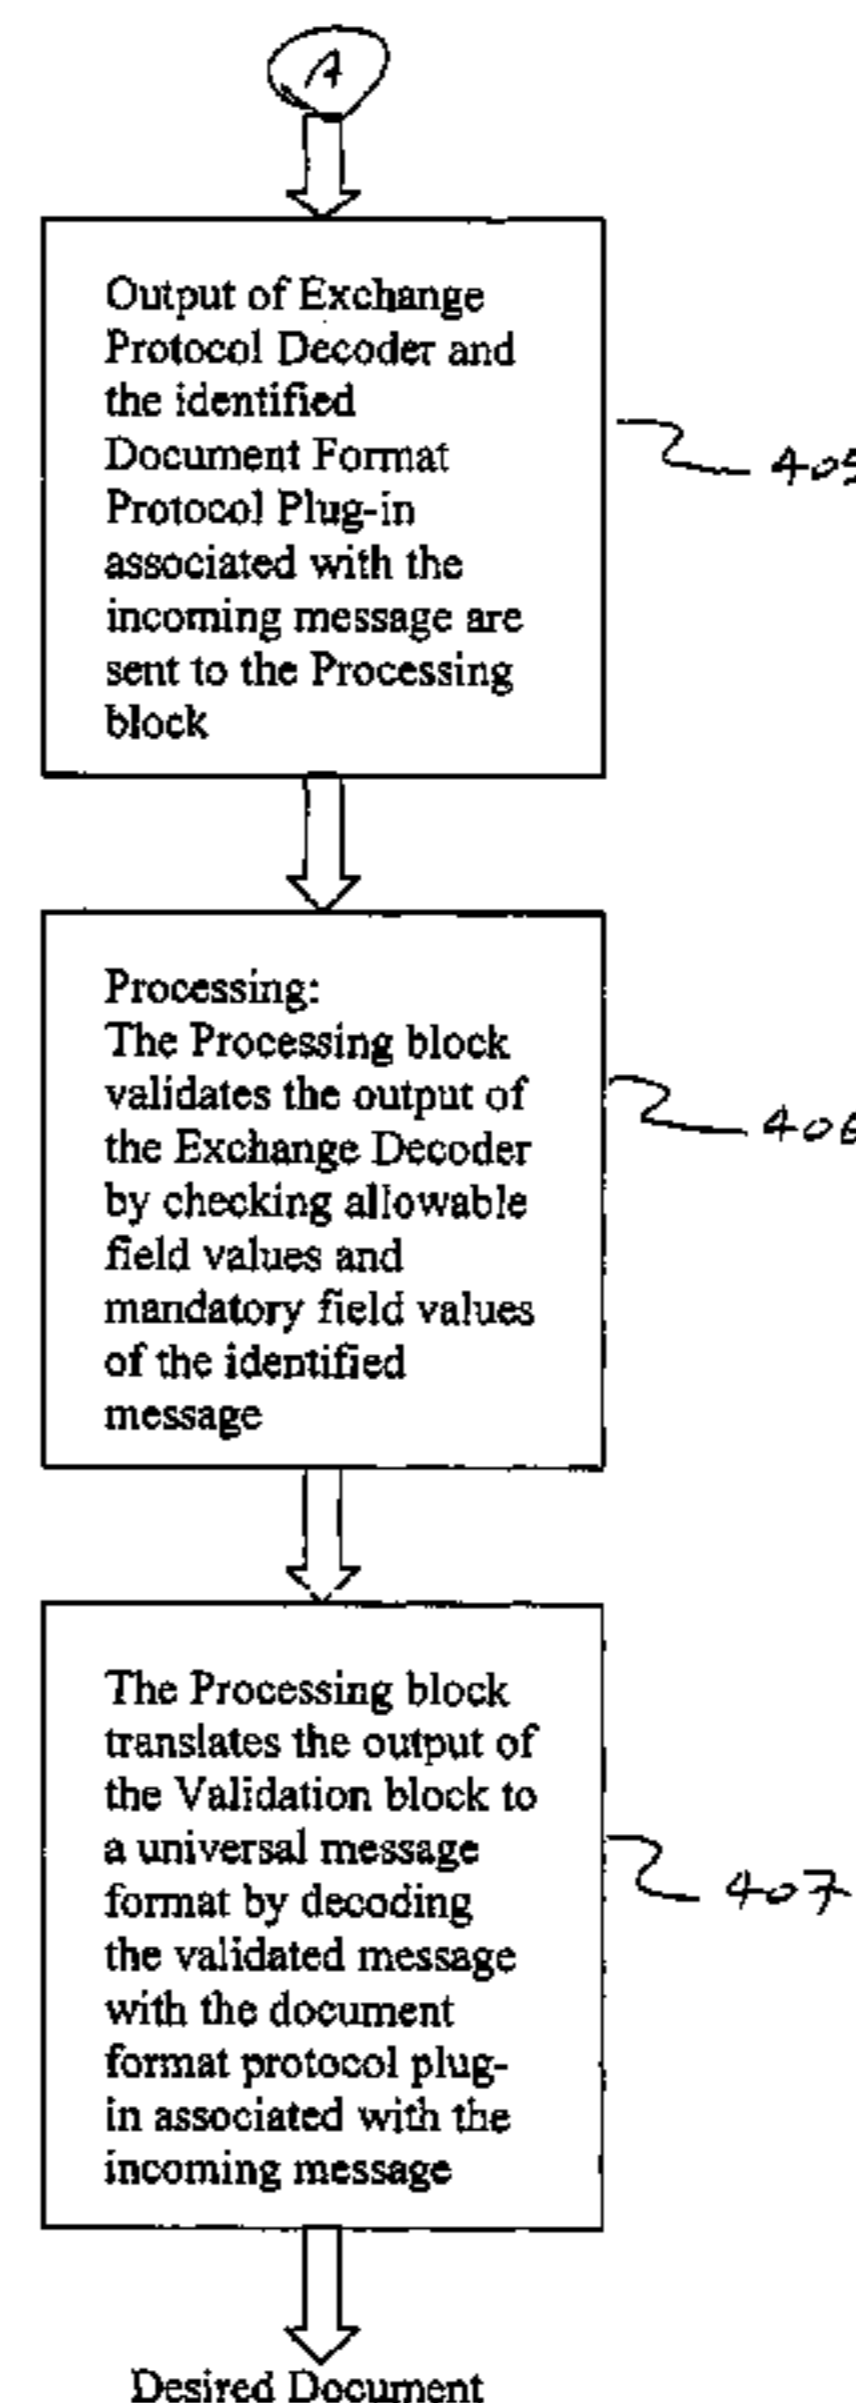 A
Output of Exchange
Protocol Decoder and
the identified
Document Format
Protocol Plug-in
associated with the
incoming message are
sent to the Processing
block
405
Processing:
The Processing block
validates the output of
the Exchange Decoder
by checking allowable
field values and
mandatory field values
of the identified
message
406
The Processing block
translates the output of
the Validation block to
a universal message
format by decoding
the validated message
with the document
format protocol plug-
in associated with the
incoming message
407
Desired Document